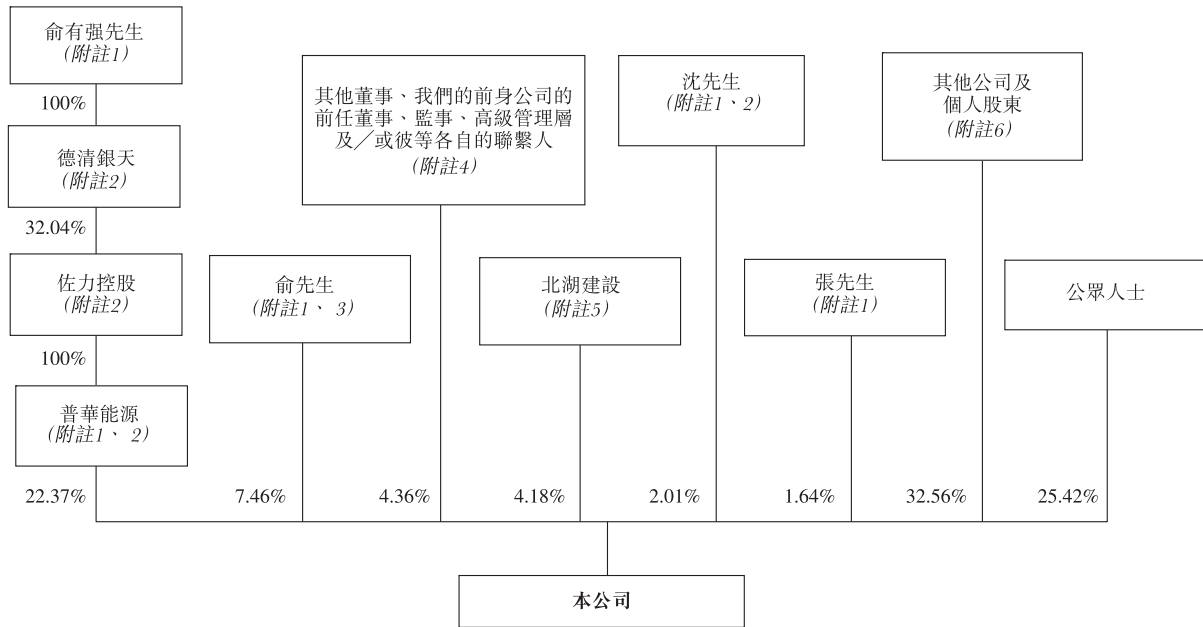 俞有强先生
(附註1)
100%
德清銀天
(附註2)
32.04%
佐力控股
(附註2)
100%
普華能源
(附註1、 2)
22.37%
俞先生
(附註1、 3)
7.46%
其他董事、我們的前身公司的
前任董事、監事、高級管理層
及／或彼等各自的聯繫人
(附註4)
4.36%
北湖建設
(附註5)
4.18%
沈先生
(附註1、2)
2.01%
張先生
(附註1)
1.64%
其他公司及
個人股東
(附註6)
32.56%
公眾人士
25.42%
本公司